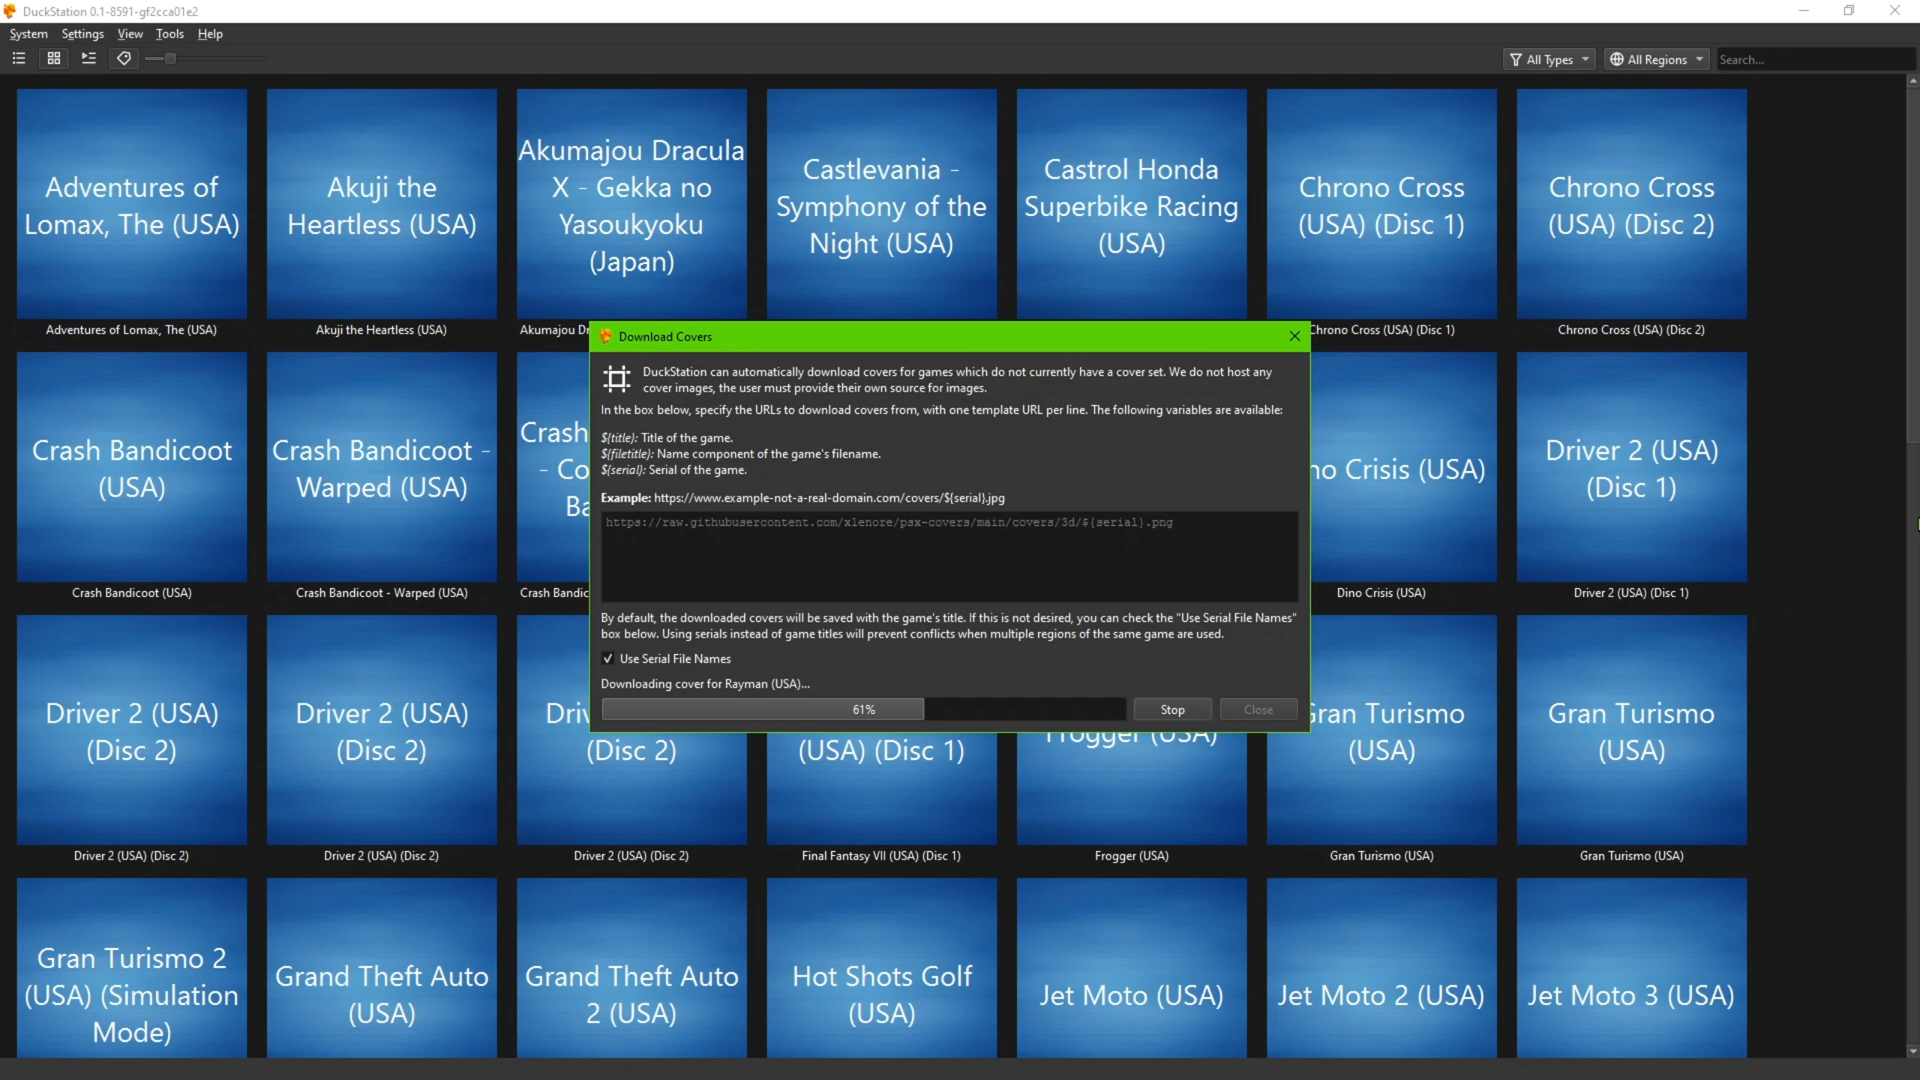 DuckStation 0.1-8591-gf2cca01e2
System Settings View Tools Help
All Types
All Regions
Search...
Adventures of
Lomax, The (USA)
Akuji the
Heartless (USA)
Akumajou Dracula
X - Gekka no
Yasoukyoku
(Japan)
Castlevania -
Symphony of the
Night (USA)
Castrol Honda
Superbike Racing
(USA)
Chrono Cross
(USA) (Disc 1)
Chrono Cross
(USA) (Disc 2)
Adventures of Lomax, The (USA)
Akuji the Heartless (USA)
Akumajou Dr
Chrono Cross (USA) (Disc 1)
Chrono Cross (USA) (Disc 2)
Download Covers
DuckStation can automatically download covers for games which do not currently have a cover set. We do not host any
cover images, the user must provide their own source for images.
In the box below, specify the URLs to download covers from, with one template URL per line. The following variables are available:
${title}: Title of the game.
${filetitle}: Name component of the game's filename.
${serial}: Serial of the game.
Example: https://www.example-not-a-real-domain.com/covers/${serial}.jpg
https://raw.githubusercontent.com/xlenore/psx-covers/main/covers/3d/${serial}.png
By default, the downloaded covers will be saved with the game's title. If this is not desired, you can check the "Use Serial File Names"
box below. Using serials instead of game titles will prevent conflicts when multiple regions of the same game are used.
Use Serial File Names
Downloading cover for Rayman (USA)...
61%
Stop
Close
Crash Bandicoot
(USA)
Crash Bandicoot -
Warped (USA)
Crash
- Co
Ba
no Crisis (USA)
Driver 2 (USA)
(Disc 1)
Crash Bandicoot (USA)
Crash Bandicoot - Warped (USA)
Crash Bandic
Dino Crisis (USA)
Driver 2 (USA) (Disc 1)
Driver 2 (USA)
(Disc 2)
Driver 2 (USA)
(Disc 2)
Driv
(Disc 2)
(USA) (Disc 1)
Frogger (USA)
Gran Turismo
(USA)
Gran Turismo
(USA)
Driver 2 (USA) (Disc 2)
Driver 2 (USA) (Disc 2)
Driver 2 (USA) (Disc 2)
Final Fantasy VII (USA) (Disc 1)
Frogger (USA)
Gran Turismo (USA)
Gran Turismo (USA)
Gran Turismo 2
(USA) (Simulation
Mode)
Grand Theft Auto
(USA)
Grand Theft Auto
2 (USA)
Hot Shots Golf
(USA)
Jet Moto (USA)
Jet Moto 2 (USA)
Jet Moto 3 (USA)